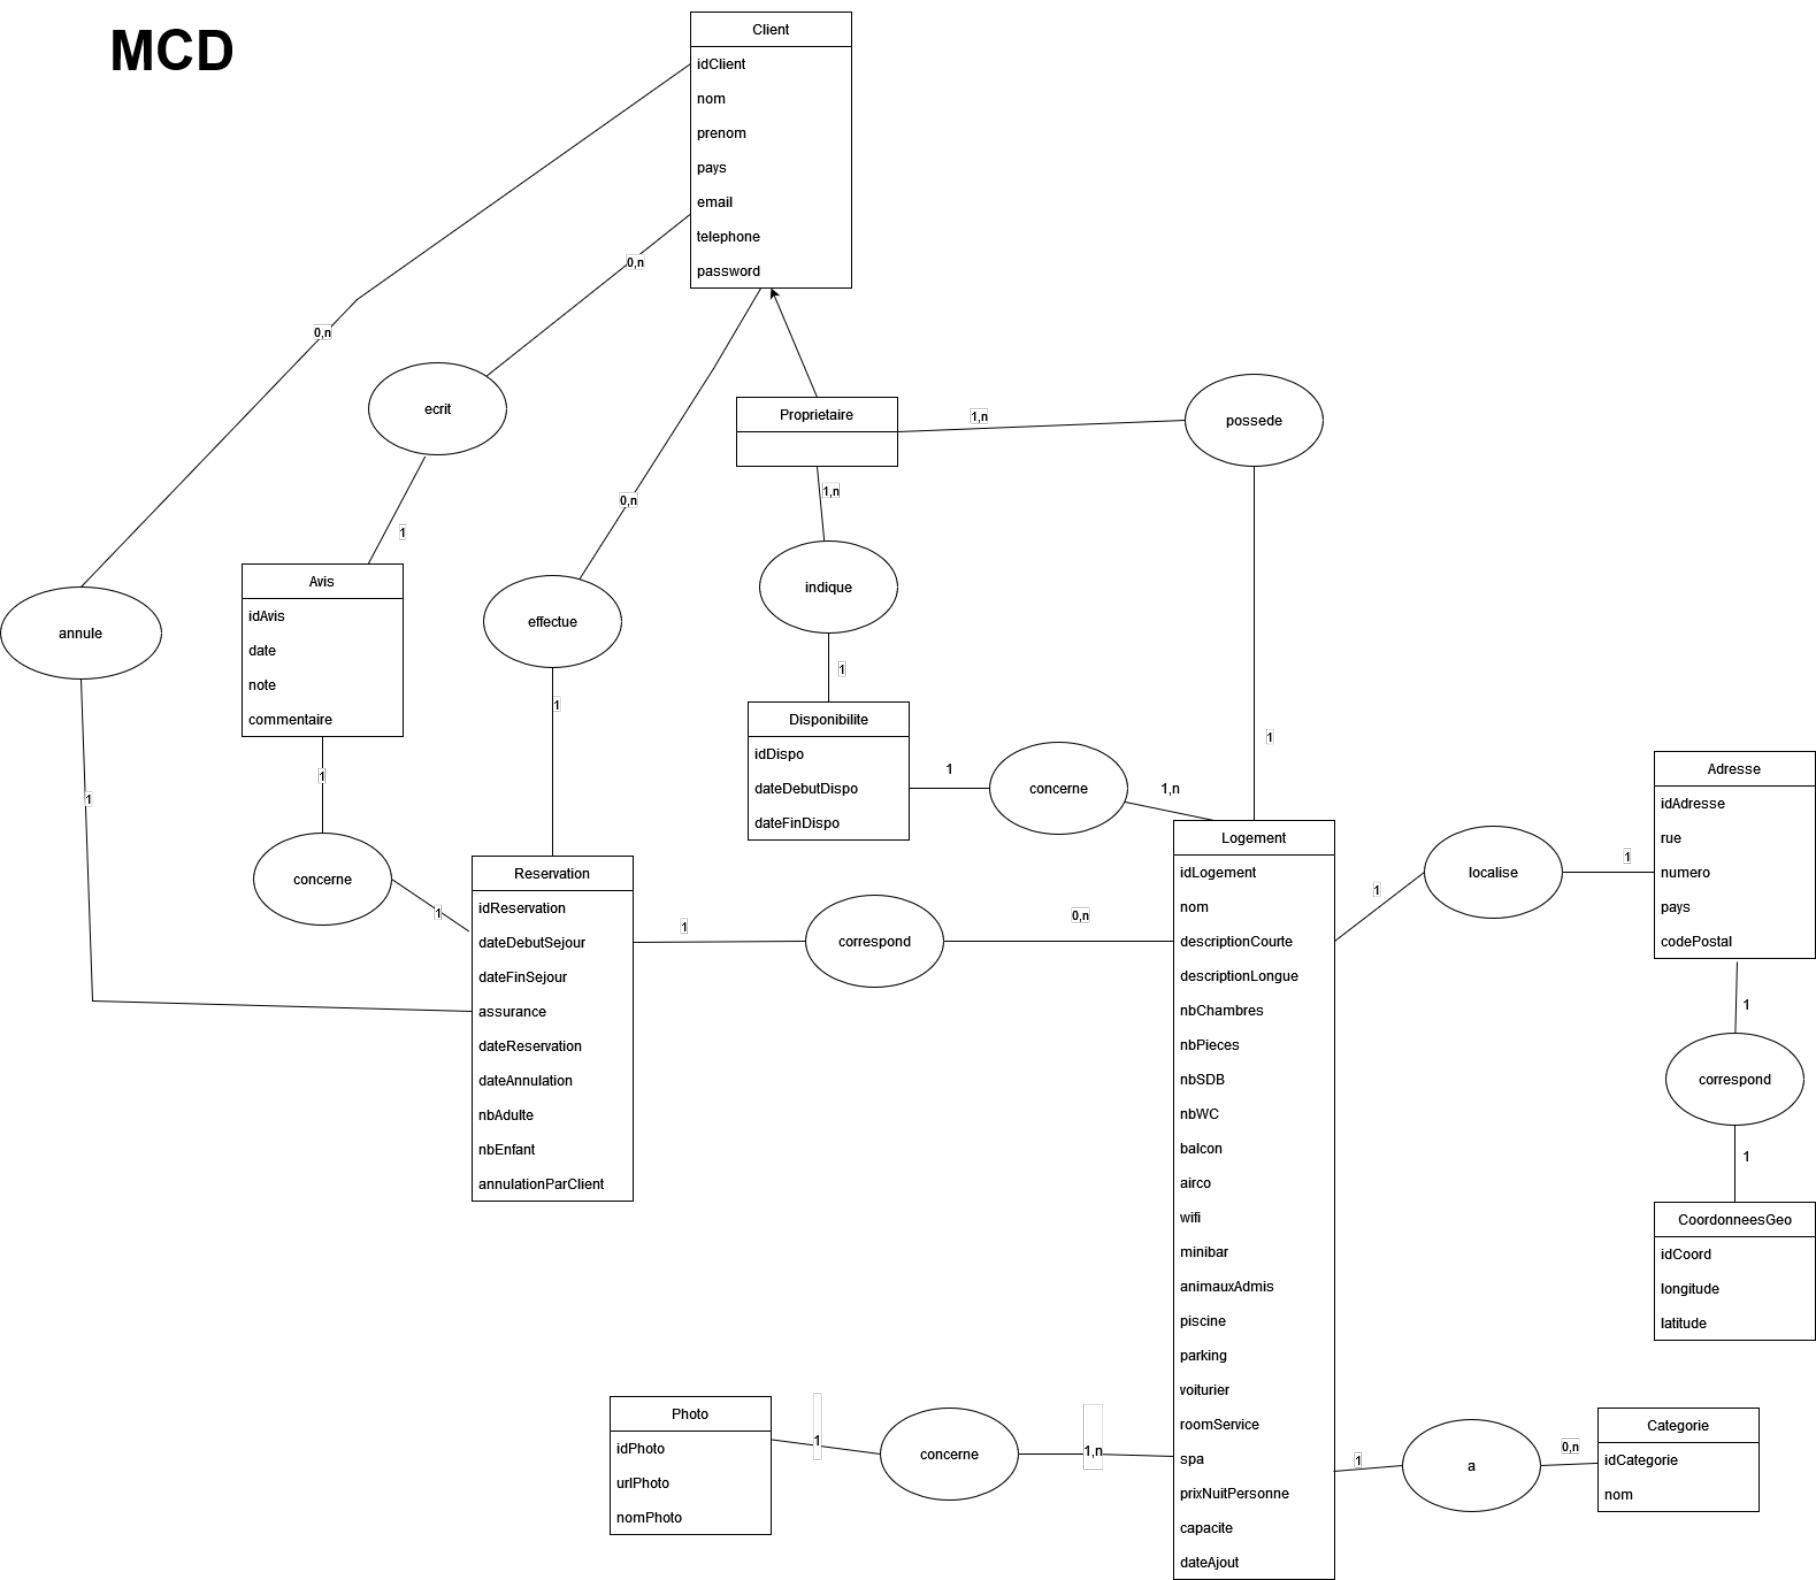 MCD
Client
idClient
nom
prenom
pays
email
telephone
password
0,n
0,n
ecrit
Proprietaire
1,n
possede
1,n
0,n
1
indique
effectue
annule
Avis
idAvis
date
note
commentaire
1
1
1
Disponibilite
idDispo
dateDebutDispo
dateFinDispo
1
concerne
1,n
1
1
1
concerne
1
Reservation
idReservation
dateDebutSejour
dateFinSejour
assurance
dateReservation
dateAnnulation
nbAdulte
nbEnfant
annulationParClient
1
correspond
0,n
Logement
idLogement
nom
descriptionCourte
descriptionLongue
nbChambres
nbPieces
nbSDB
nbWC
balcon
airco
wifi
minibar
animauxAdmis
piscine
parking
voiturier
roomService
spa
prixNuitPersonne
capacite
dateAjout
1
localise
1
Adresse
idAdresse
rue
numero
pays
codePostal
1
correspond
1
CoordonneesGeo
idCoord
longitude
latitude
Photo
idPhoto
urlPhoto
nomPhoto
1
concerne
1,n
1
a
0,n
Categorie
idCategorie
nom